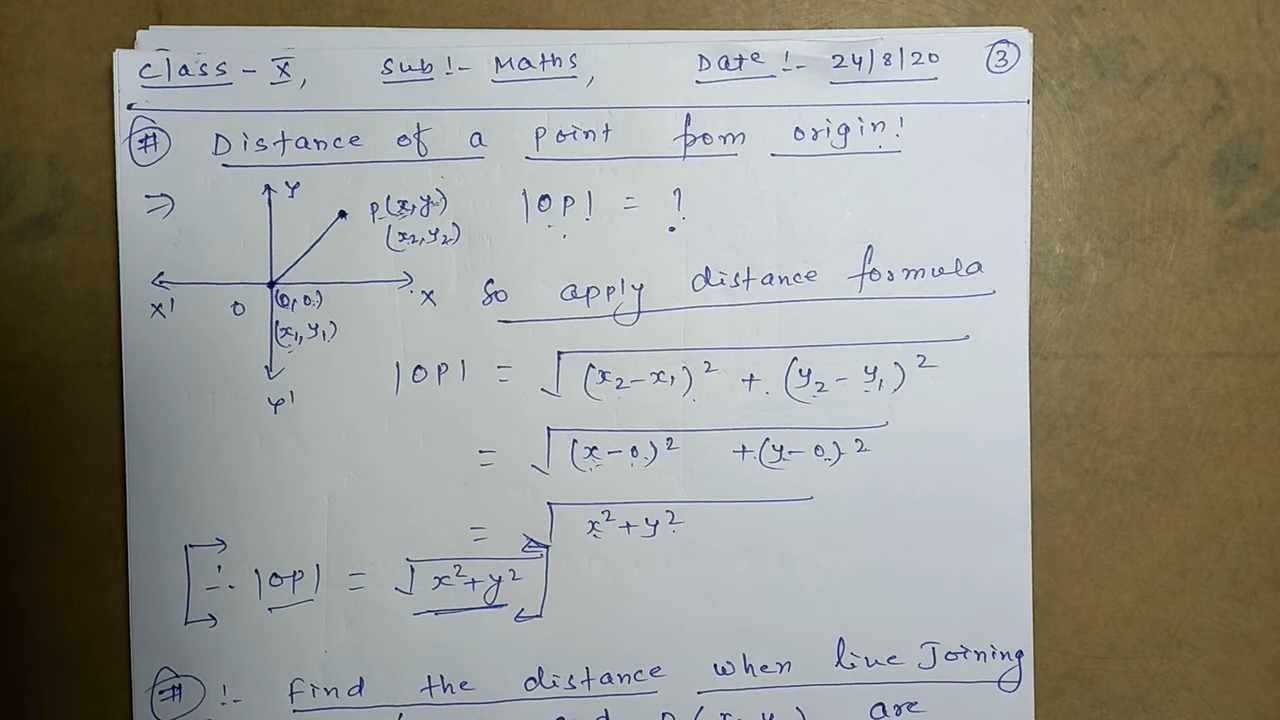 Class - X, Sub :- Maths, Date :- 24/8/20 ③
# Distance of a point from origin!
⇒ Y P(x, y) |OP| = ?
(x₂, y₂)
X' O (0, 0) X So apply distance formula
(x₁, y₁)
Y' |OP| = √(x₂ - x₁)² + (y₂ - y₁)²
= √(x - 0)² + (y - 0)²
= √x² + y²
∴ |OP| = √x² + y²
# :- Find the distance when line Joining
and P(x, y,) are